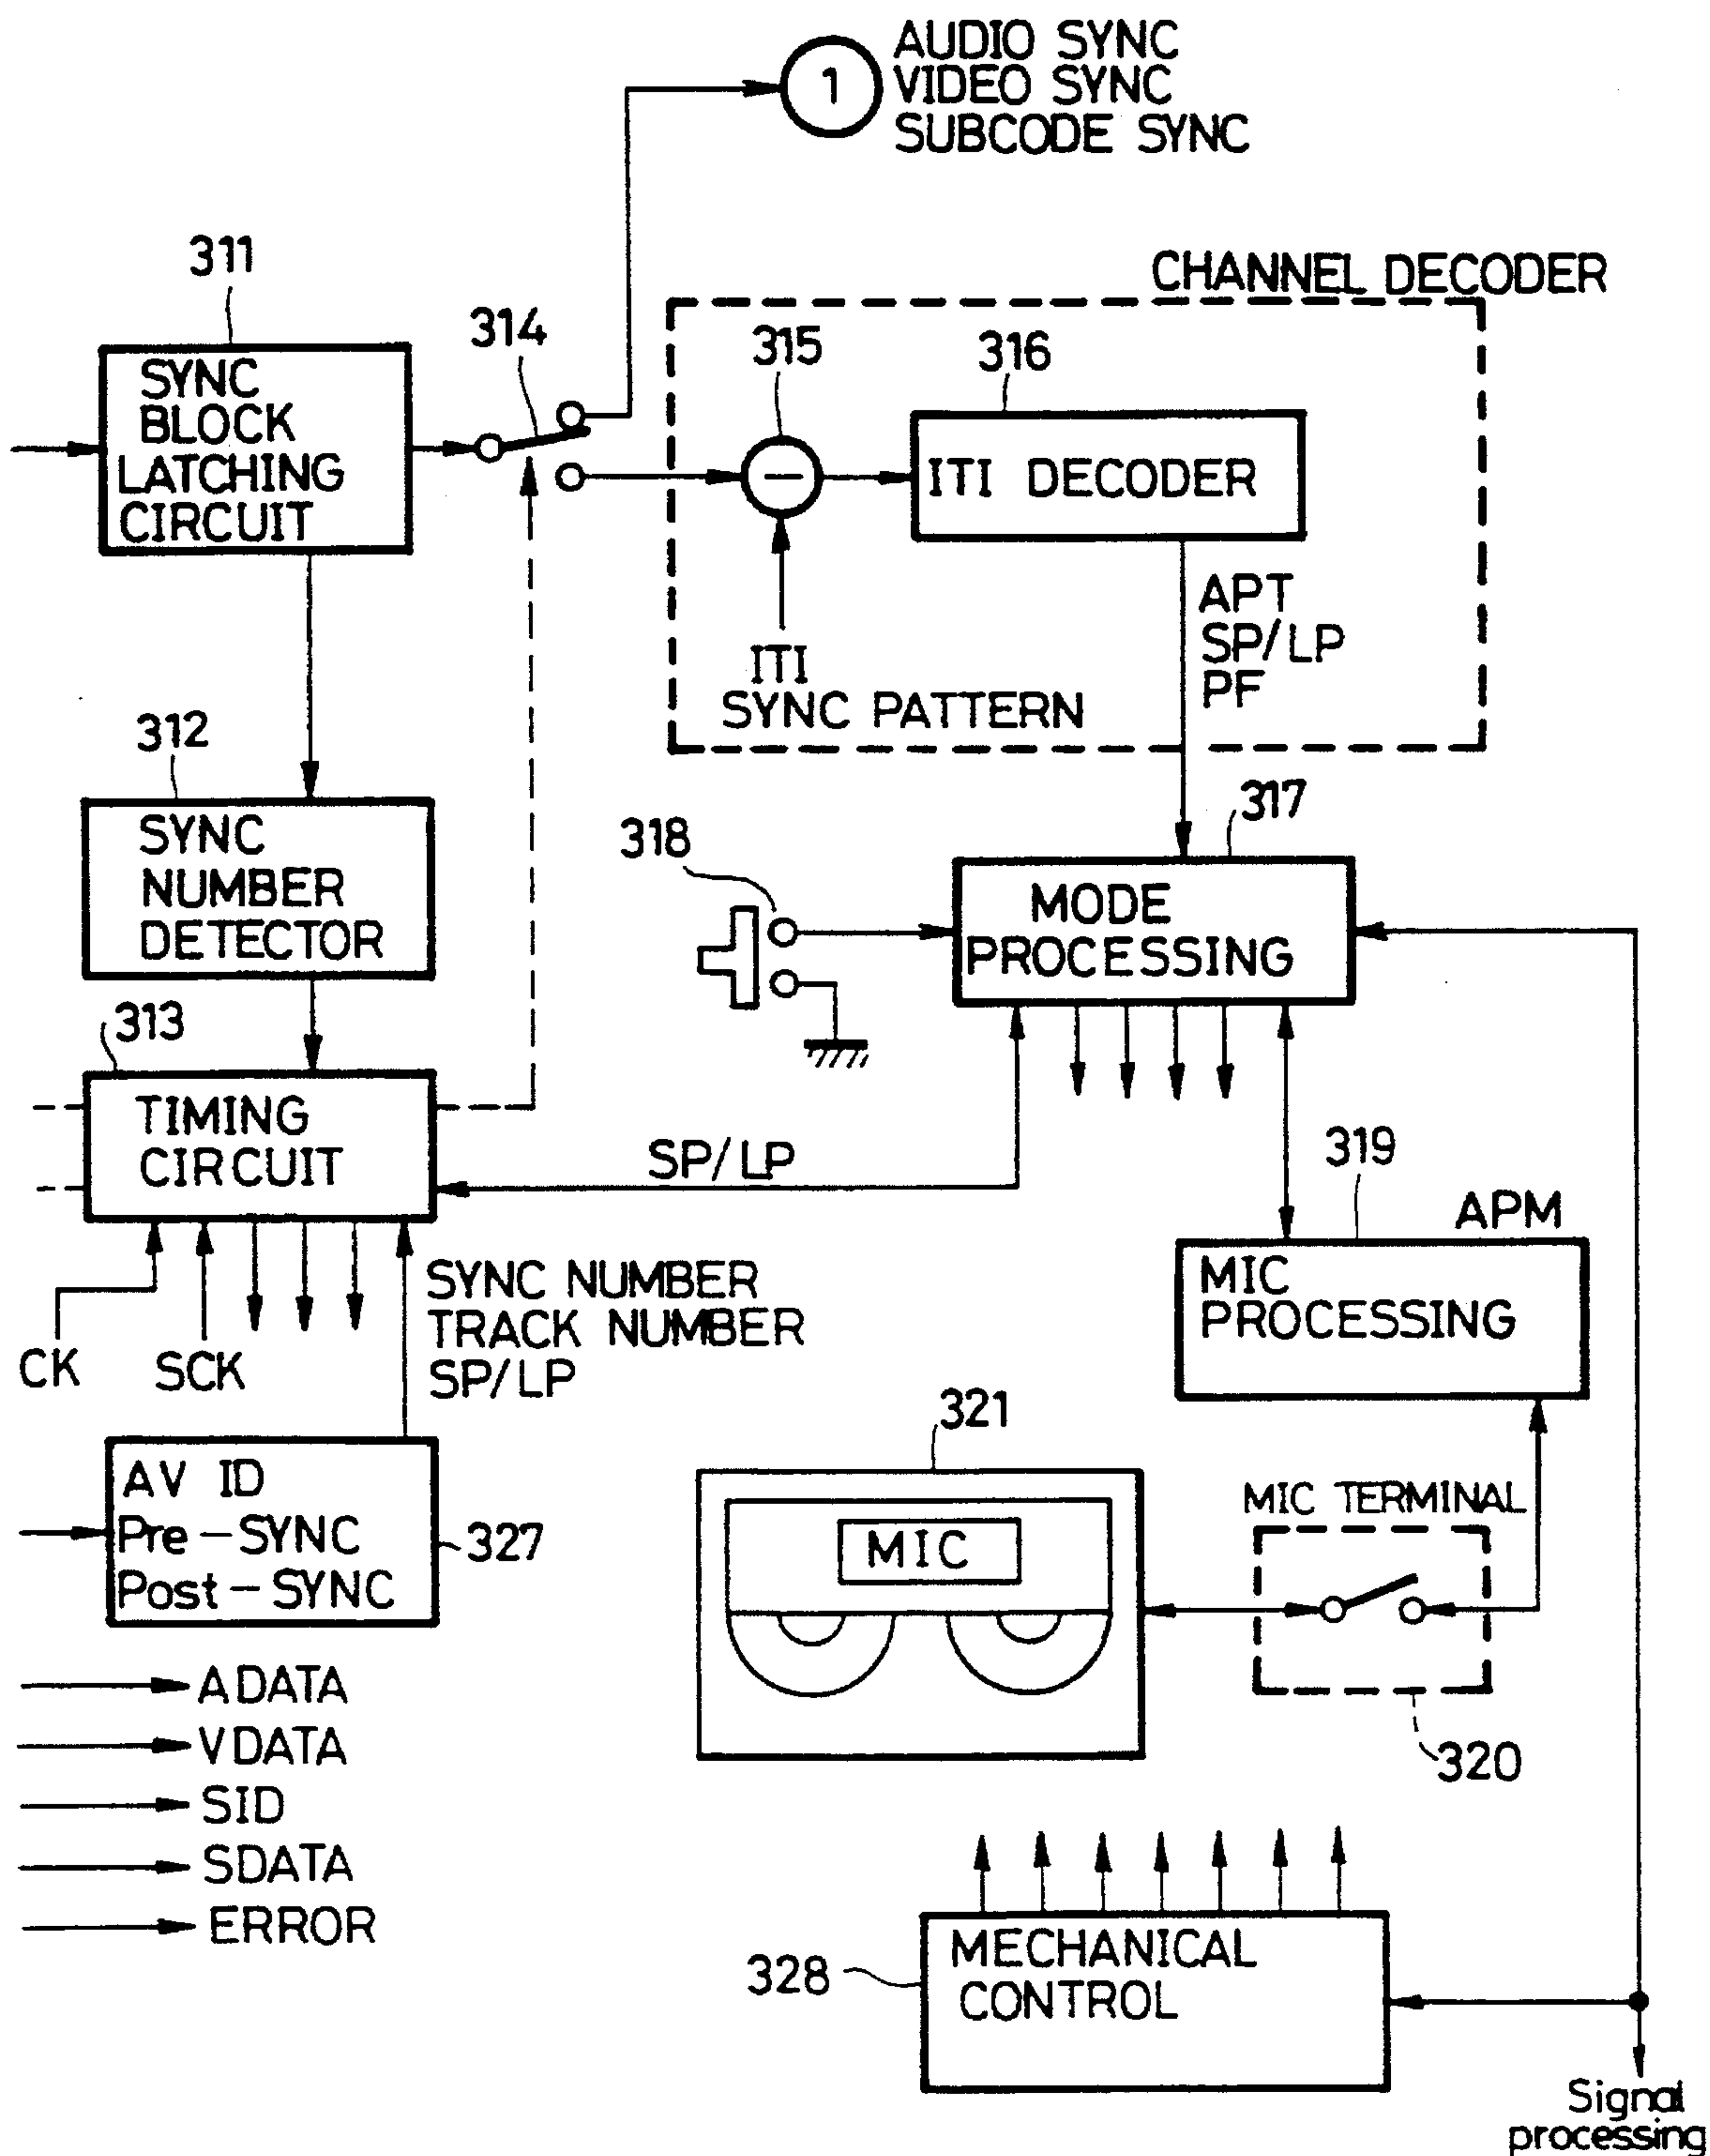 1
AUDIO SYNC
VIDEO SYNC
SUBCODE SYNC
311
SYNC
BLOCK
LATCHING
CIRCUIT
314
CHANNEL DECODER
315
316
ITI DECODER
ITI
SYNC PATTERN
APT
SP/LP
PF
312
SYNC
NUMBER
DETECTOR
317
318
MODE
PROCESSING
313
TIMING
CIRCUIT
SP/LP
319
APM
MIC
PROCESSING
CK
SCK
SYNC NUMBER
TRACK NUMBER
SP/LP
AV ID
Pre-SYNC
Post-SYNC
327
321
MIC
MIC TERMINAL
320
ADATA
VDATA
SID
SDATA
ERROR
328
MECHANICAL
CONTROL
Signal
processing